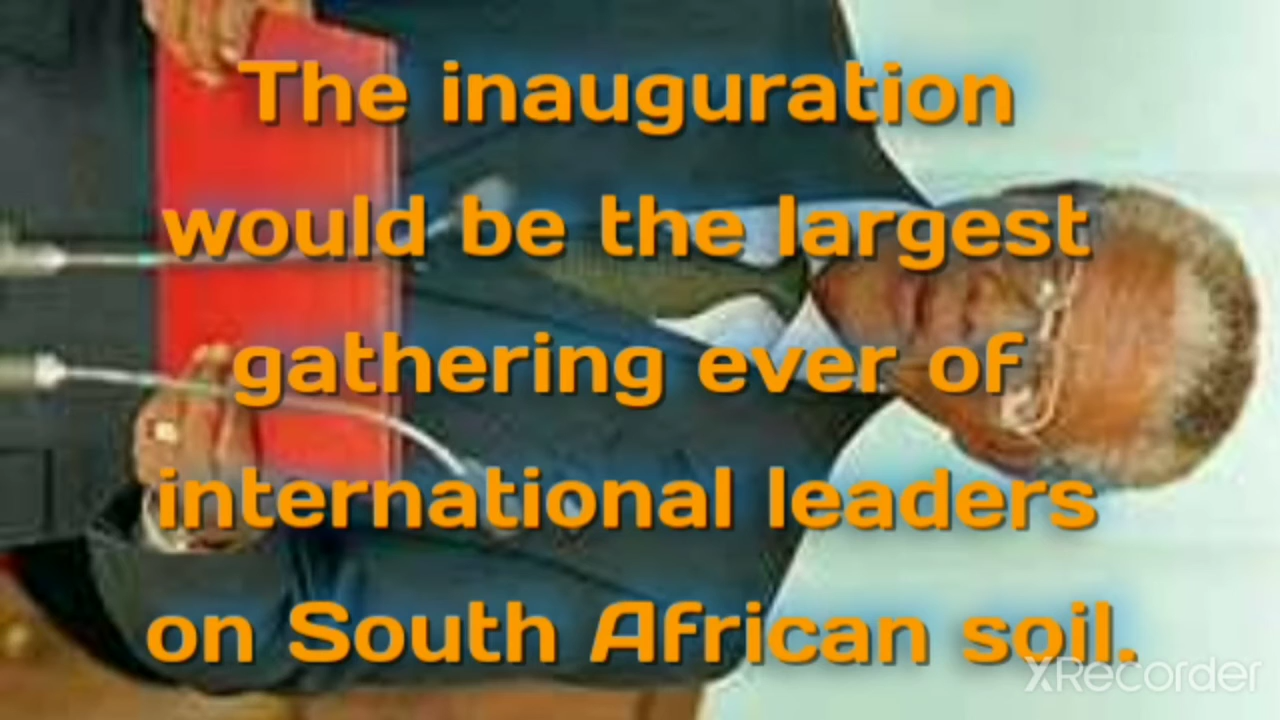 The inauguration
would be the largest
gathering ever of
international leaders
on South African soil.
XRecorder